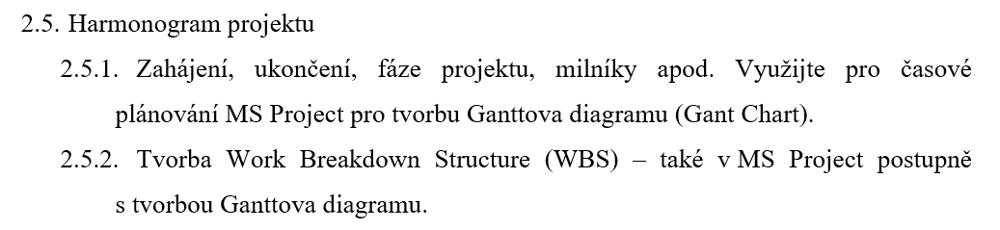 2.5. Harmonogram projektu
2.5.1. Zahájení, ukončení, fáze projektu, milníky apod. Využijte pro časové
plánování MS Project pro tvorbu Ganttova diagramu (Gant Chart).
2.5.2. Tvorba Work Breakdown Structure (WBS) – také v MS Project postupně
s tvorbou Ganttova diagramu.